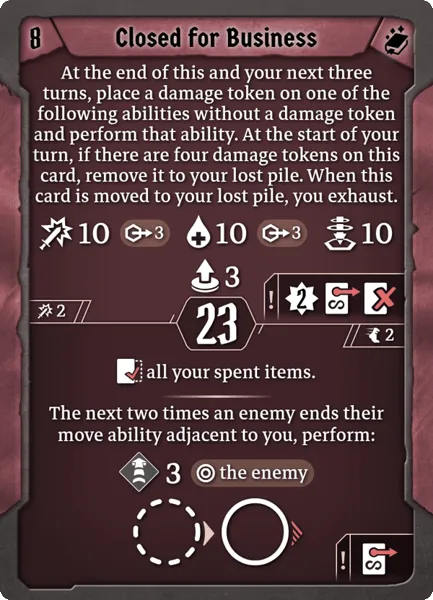 8 Closed for Business
At the end of this and your next three
turns, place a damage token on one of the
following abilities without a damage token
and perform that ability. At the start of your
turn, if there are four damage tokens on this
card, remove it to your lost pile. When this
card is moved to your lost pile, you exhaust.
10 3 10 3 10
3
! 2 S
2 23
2
all your spent items.
The next two times an enemy ends their
move ability adjacent to you, perform:
3 the enemy
! S